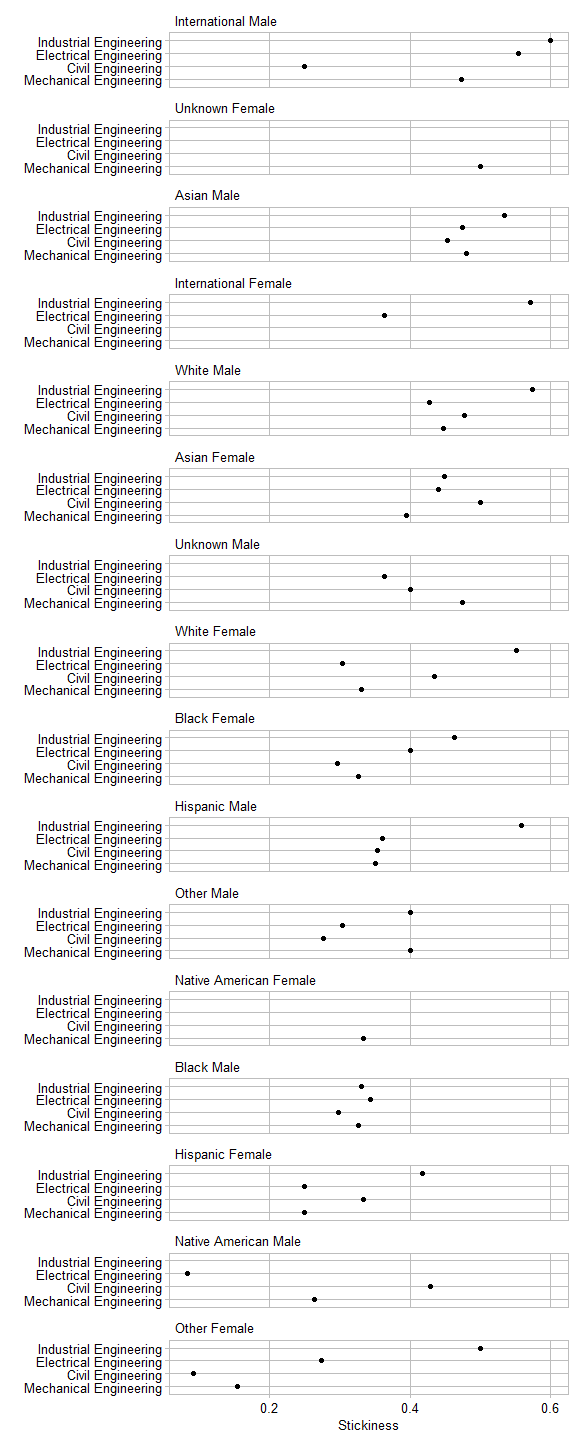 International Male
Industrial Engineering
Electrical Engineering
Civil Engineering
Mechanical Engineering
Unknown Female
Industrial Engineering
Electrical Engineering
Civil Engineering
Mechanical Engineering
Asian Male
Industrial Engineering
Electrical Engineering
Civil Engineering
Mechanical Engineering
International Female
Industrial Engineering
Electrical Engineering
Civil Engineering
Mechanical Engineering
White Male
Industrial Engineering
Electrical Engineering
Civil Engineering
Mechanical Engineering
Asian Female
Industrial Engineering
Electrical Engineering
Civil Engineering
Mechanical Engineering
Unknown Male
Industrial Engineering
Electrical Engineering
Civil Engineering
Mechanical Engineering
White Female
Industrial Engineering
Electrical Engineering
Civil Engineering
Mechanical Engineering
Black Female
Industrial Engineering
Electrical Engineering
Civil Engineering
Mechanical Engineering
Hispanic Male
Industrial Engineering
Electrical Engineering
Civil Engineering
Mechanical Engineering
Other Male
Industrial Engineering
Electrical Engineering
Civil Engineering
Mechanical Engineering
Native American Female
Industrial Engineering
Electrical Engineering
Civil Engineering
Mechanical Engineering
Black Male
Industrial Engineering
Electrical Engineering
Civil Engineering
Mechanical Engineering
Hispanic Female
Industrial Engineering
Electrical Engineering
Civil Engineering
Mechanical Engineering
Native American Male
Industrial Engineering
Electrical Engineering
Civil Engineering
Mechanical Engineering
Other Female
Industrial Engineering
Electrical Engineering
Civil Engineering
Mechanical Engineering
0.2 0.4 0.6
Stickiness